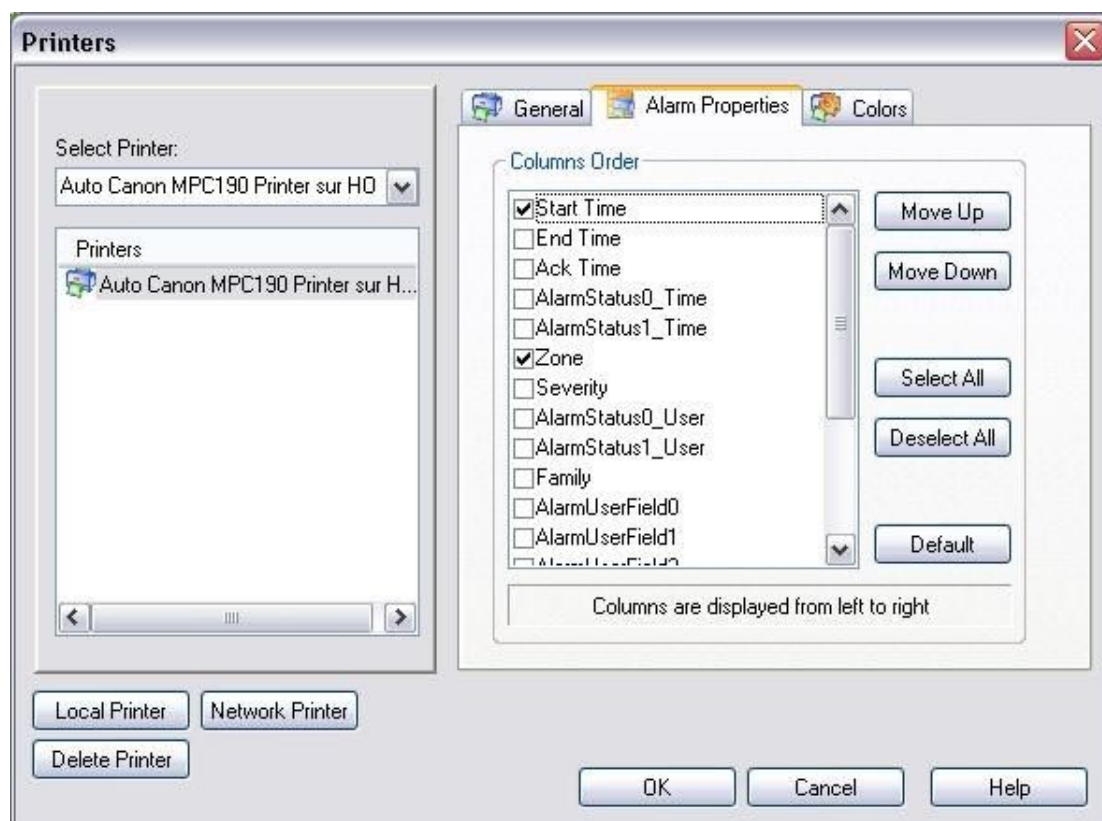 Printers
Select Printer:
Auto Canon MPC190 Printer sur HO
Printers
Auto Canon MPC190 Printer sur H...
Local Printer
Network Printer
Delete Printer
General
Alarm Properties
Colors
Columns Order
Start Time
End Time
Ack Time
AlarmStatus0_Time
AlarmStatus1_Time
Zone
Severity
AlarmStatus0_User
AlarmStatus1_User
Family
AlarmUserField0
AlarmUserField1
Move Up
Move Down
Select All
Deselect All
Default
Columns are displayed from left to right
OK
Cancel
Help